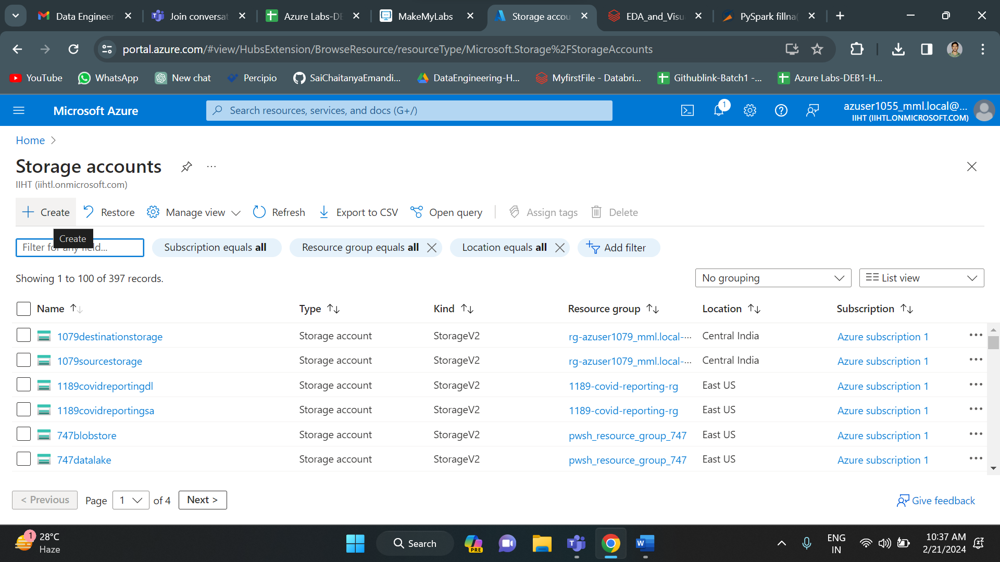 Data Engineer
Join conversat
Azure Labs-DE
MakeMyLabs
Storage accou
EDA_and_Visu
PySpark fillna(
portal.azure.com/#view/HubsExtension/BrowseResource/resourceType/Microsoft.Storage%2FStorageAccounts
YouTube
WhatsApp
New chat
Percipio
SaiChaitanyaEmandi...
DataEngineering-H...
MyfirstFile - Databri...
Githublink-Batch1 -...
Azure Labs-DEB1-H...
Microsoft Azure
Search resources, services, and docs (G+/)
1
azuser1055_mml.local@...
IIHT (IIHTL.ONMICROSOFT.COM)
Home
Storage accounts
...
IIHT (iihtl.onmicrosoft.com)
Create
Restore
Manage view
Refresh
Export to CSV
Open query
Assign tags
Delete
Create
Filter for any field...
Subscription equals all
Resource group equals all
Location equals all
Add filter
Showing 1 to 100 of 397 records.
No grouping
List view
Name
Type
Kind
Resource group
Location
Subscription
1079destinationstorage Storage account StorageV2 rg-azuser1079_mml.local-... Central India Azure subscription 1
1079sourcestorage Storage account StorageV2 rg-azuser1079_mml.local-... Central India Azure subscription 1
1189covidreportingdl Storage account StorageV2 1189-covid-reporting-rg East US Azure subscription 1
1189covidreportingsa Storage account StorageV2 1189-covid-reporting-rg East US Azure subscription 1
747blobstore Storage account StorageV2 pwsh_resource_group_747 East US Azure subscription 1
747datalake Storage account StorageV2 pwsh_resource_group_747 East US Azure subscription 1
< Previous
Page
1
of 4
Next >
Give feedback
1
28°C
Haze
Search
PRE
ENG
IN
10:37 AM
2/21/2024